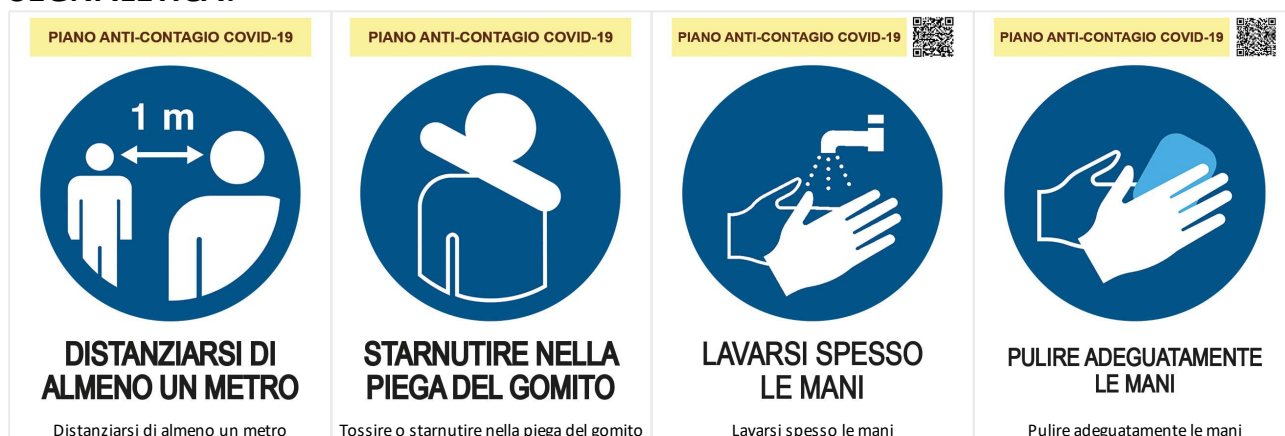 PIANO ANTI-CONTAGIO COVID-19
1 m
DISTANZIARSI DI
ALMENO UN METRO
Distanziarsi di almeno un metro
PIANO ANTI-CONTAGIO COVID-19
STARNUTIRE NELLA
PIEGA DEL GOMITO
Tossire o starnutire nella piega del gomito
PIANO ANTI-CONTAGIO COVID-19
LAVARSI SPESSO
LE MANI
Lavarsi spesso le mani
PIANO ANTI-CONTAGIO COVID-19
PULIRE ADEGUATAMENTE
LE MANI
Pulire adeguatamente le mani